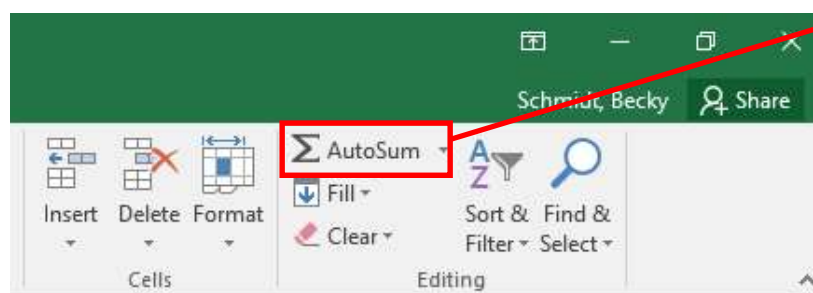 Schmidt, Becky Share
Σ AutoSum
Fill
Clear
Insert Delete Format
A
Z
Sort & Find &
Filter Select
Cells Editing